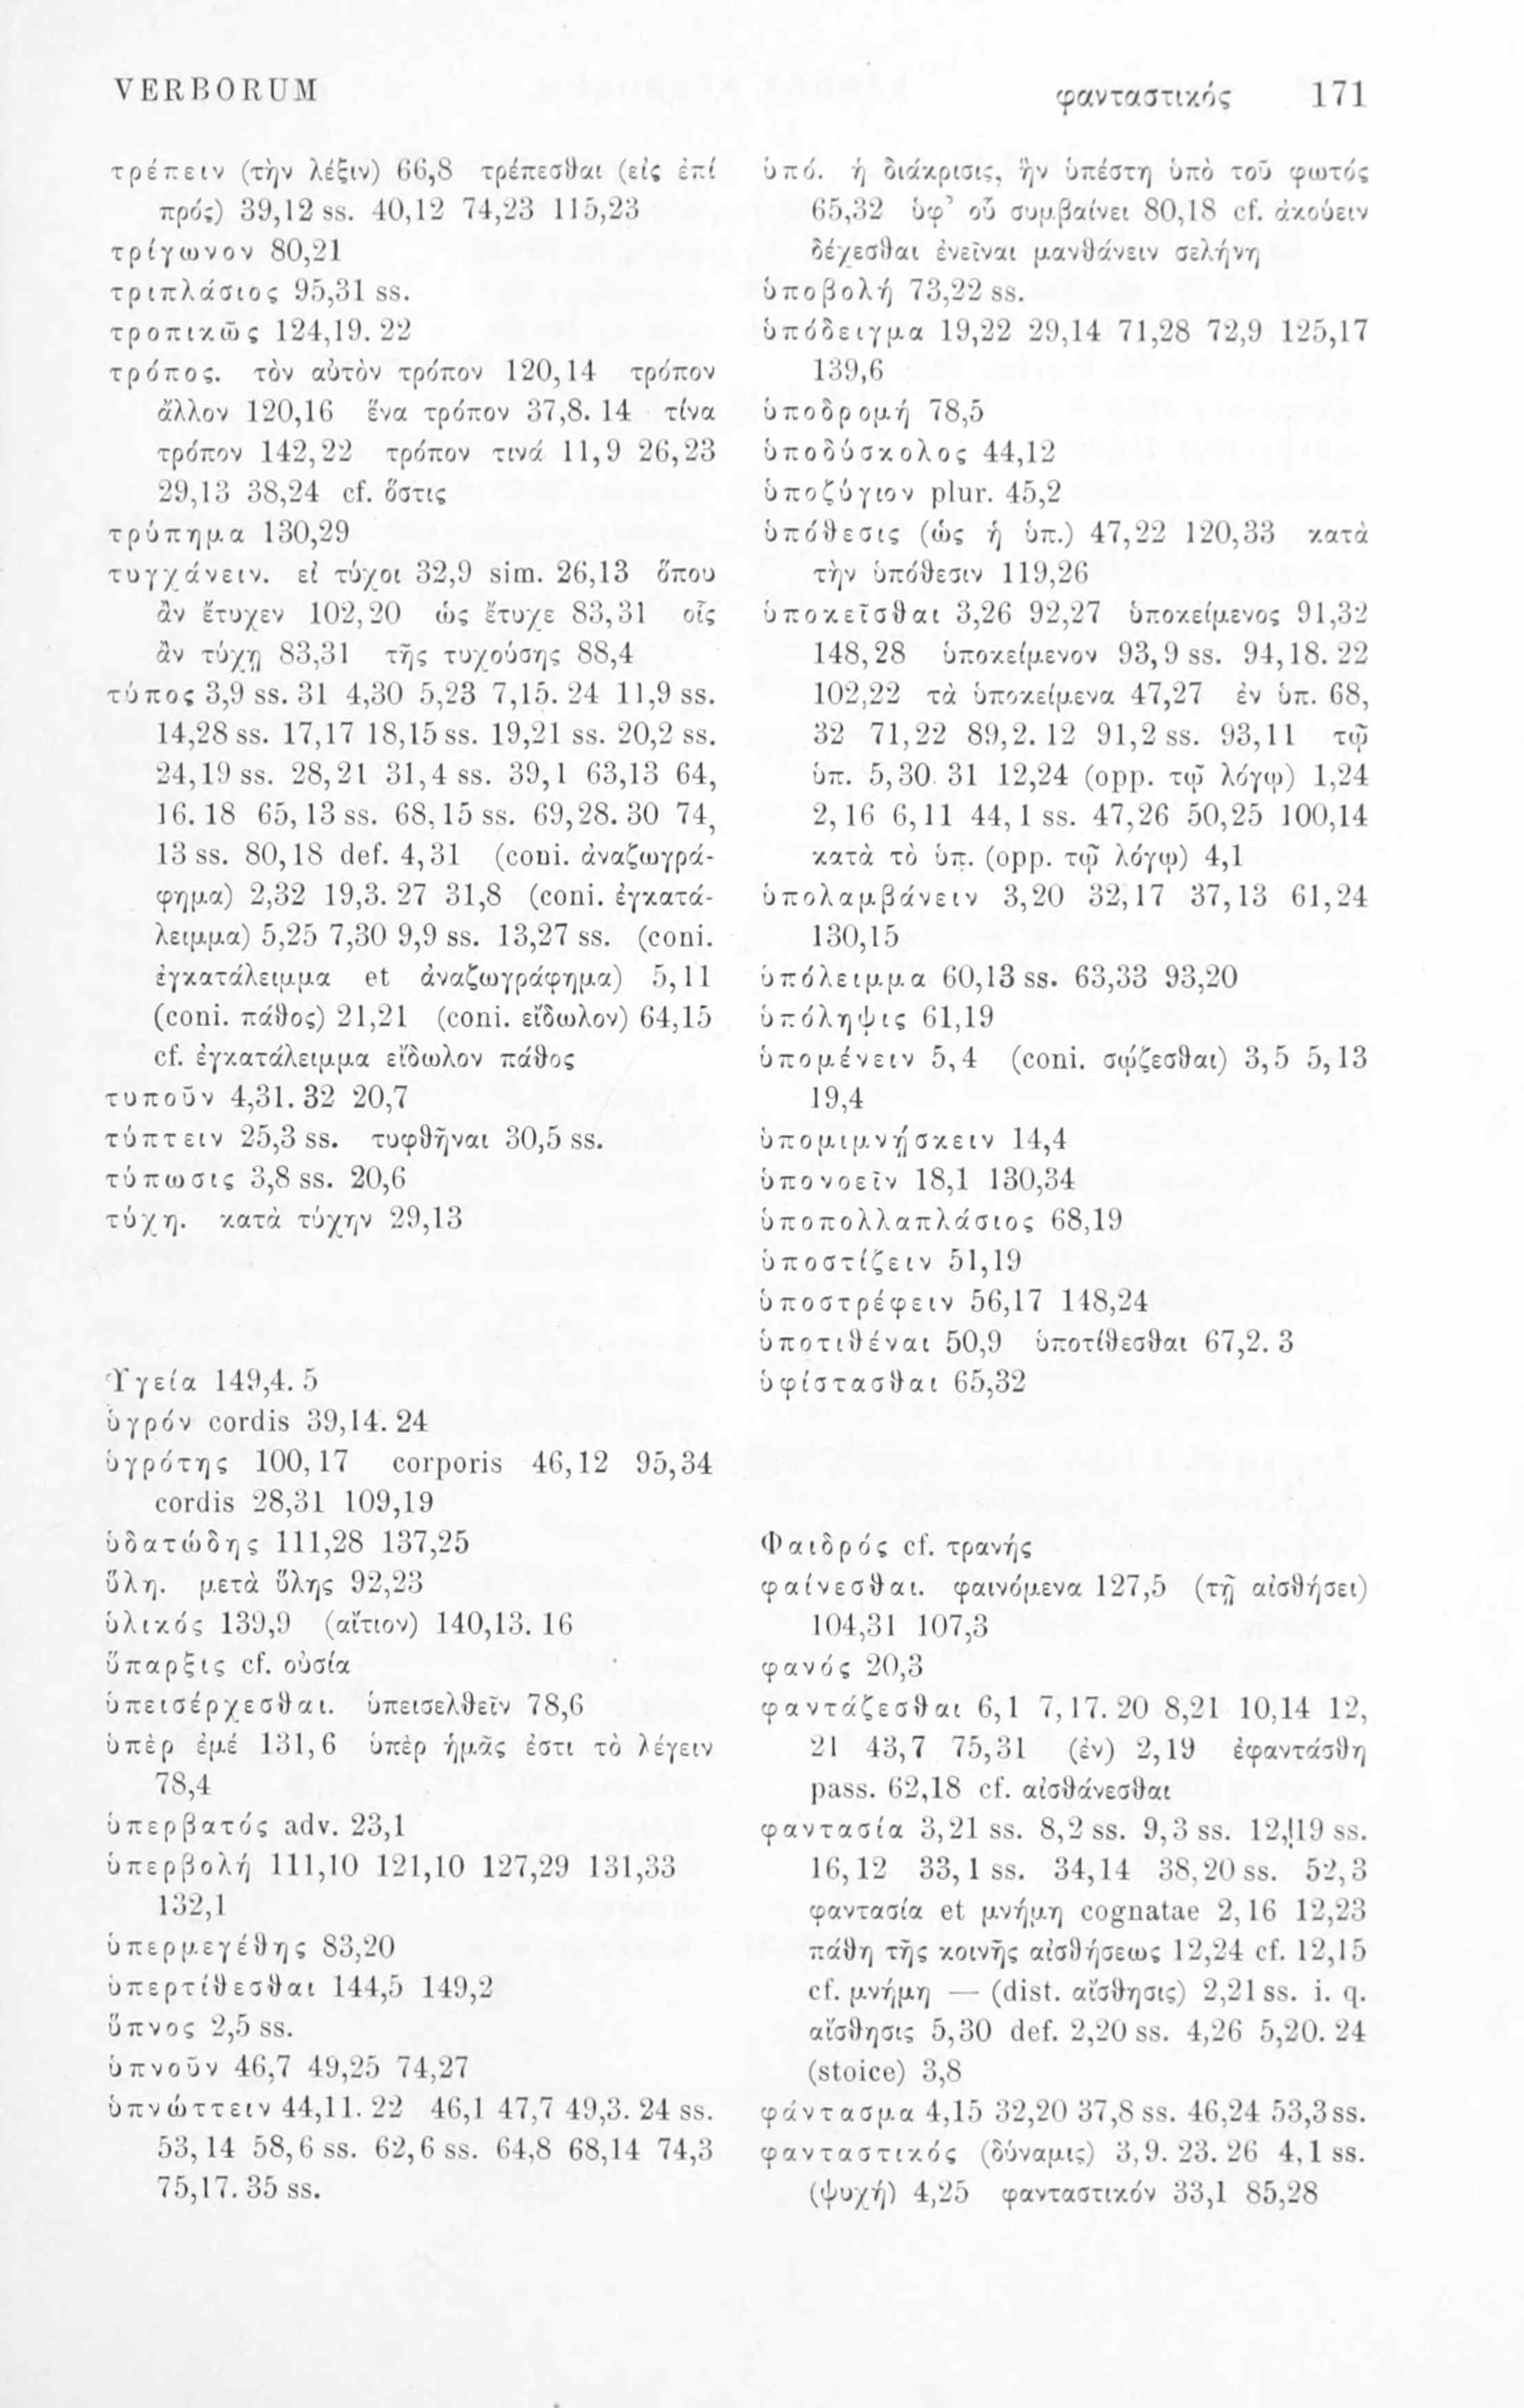 VERBORUM φανταστικός 171
τρέπειν (τὴν λέξιν) 66,8 τρέπεσθαι (εἰς ἐπί
πρός) 39,12 ss. 40,12 74,23 115,23
τρίγωνον 80,21
τριπλάσιος 95,31 ss.
τροπικῶς 124,19. 22
τρόπος. τὸν αὐτὸν τρόπον 120,14 τρόπον
ἄλλον 120,16 ἕνα τρόπον 37,8. 14 τίνα
τρόπον 142,22 τρόπον τινά 11,9 26,23
29,13 38,24 cf. ὅστις
τρύπημα 130,29
τυγχάνειν. εἰ τύχοι 32,9 sim. 26,13 ὅπου
ἂν ἔτυχεν 102,20 ὡς ἔτυχε 83,31 οἷς
ἂν τύχῃ 83,31 τῆς τυχούσης 88,4
τύπος 3,9 ss. 31 4,30 5,23 7,15. 24 11,9 ss.
14,28 ss. 17,17 18,15 ss. 19,21 ss. 20,2 ss.
24,19 ss. 28,21 31,4 ss. 39,1 63,13 64,
16. 18 65,13 ss. 68,15 ss. 69,28. 30 74,
13 ss. 80,18 def. 4,31 (coni. ἀναζωγρά-
φημα) 2,32 19,3. 27 31,8 (coni. ἐγκατά-
λειμμα) 5,25 7,30 9,9 ss. 13,27 ss. (coni.
ἐγκατάλειμμα et ἀναζωγράφημα) 5,11
(coni. πάθος) 21,21 (coni. εἴδωλον) 64,15
cf. ἐγκατάλειμμα εἴδωλον πάθος
τυποῦν 4,31. 32 20,7
τύπτειν 25,3 ss. τυφθῆναι 30,5 ss.
τύπωσις 3,8 ss. 20,6
τύχη. κατὰ τύχην 29,13
Ὑγεία 149,4. 5
ὑγρόν cordis 39,14. 24
ὑγρότης 100,17 corporis 46,12 95,34
cordis 28,31 109,19
ὑδατώδης 111,28 137,25
ὕλη. μετὰ ὕλης 92,23
ὑλικός 139,9 (αἴτιον) 140,13. 16
ὕπαρξις cf. οὐσία
ὑπεισέρχεσθαι. ὑπεισελθεῖν 78,6
ὑπὲρ ἐμέ 131,6 ὑπὲρ ἡμᾶς ἐστι τὸ λέγειν
78,4
ὑπερβατός adv. 23,1
ὑπερβολή 111,10 121,10 127,29 131,33
132,1
ὑπερμεγέθης 83,20
ὑπερτίθεσθαι 144,5 149,2
ὕπνος 2,5 ss.
ὑπνοῦν 46,7 49,25 74,27
ὑπνώττειν 44,11. 22 46,1 47,7 49,3. 24 ss.
53,14 58,6 ss. 62,6 ss. 64,8 68,14 74,3
75,17. 35 ss.
ὑπό. ἡ διάκρισις, ἣν ὑπέστη ὑπὸ τοῦ φωτός
65,32 ὑφ’ οὗ συμβαίνει 80,18 cf. ἀκούειν
δέχεσθαι ἐνεῖναι μανθάνειν σελήνη
ὑποβολή 73,22 ss.
ὑπόδειγμα 19,22 29,14 71,28 72,9 125,17
139,6
ὑποδρομή 78,5
ὑποδύσκολος 44,12
ὑποζύγιον plur. 45,2
ὑπόθεσις (ὡς ἡ ὑπ.) 47,22 120,33 κατὰ
τὴν ὑπόθεσιν 119,26
ὑποκεῖσθαι 3,26 92,27 ὑποκείμενος 91,32
148,28 ὑποκείμενον 93,9 ss. 94,18. 22
102,22 τὰ ὑποκείμενα 47,27 ἐν ὑπ. 68,
32 71,22 89,2. 12 91,2 ss. 93,11 τῷ
ὑπ. 5,30. 31 12,24 (opp. τῷ λόγῳ) 1,24
2,16 6,11 44,1 ss. 47,26 50,25 100,14
κατὰ τὸ ὑπ. (opp. τῷ λόγῳ) 4,1
ὑπολαμβάνειν 3,20 32,17 37,13 61,24
130,15
ὑπόλειμμα 60,13 ss. 63,33 93,20
ὑπόληψις 61,19
ὑπομένειν 5,4 (coni. σῴζεσθαι) 3,5 5,13
19,4
ὑπομιμνῄσκειν 14,4
ὑπονοεῖν 18,1 130,34
ὑποπολλαπλάσιος 68,19
ὑποστίζειν 51,19
ὑποστρέφειν 56,17 148,24
ὑποτιθέναι 50,9 ὑποτίθεσθαι 67,2. 3
ὑφίστασθαι 65,32
Φαιδρός cf. τρανής
φαίνεσθαι. φαινόμενα 127,5 (τῇ αἰσθήσει)
104,31 107,3
φανός 20,3
φαντάζεσθαι 6,1 7,17. 20 8,21 10,14 12,
21 43,7 75,31 (ἐν) 2,19 ἐφαντάσθη
pass. 62,18 cf. αἰσθάνεσθαι
φαντασία 3,21 ss. 8,2 ss. 9,3 ss. 12,19 ss.
16,12 33,1 ss. 34,14 38,20 ss. 52,3
φαντασία et μνήμη cognatae 2,16 12,23
πάθη τῆς κοινῆς αἰσθήσεως 12,24 cf. 12,15
cf. μνήμη — (dist. αἴσθησις) 2,21 ss. i. q.
αἴσθησις 5,30 def. 2,20 ss. 4,26 5,20. 24
(stoice) 3,8
φάντασμα 4,15 32,20 37,8 ss. 46,24 53,3 ss.
φανταστικός (δύναμις) 3,9. 23. 26 4,1 ss.
(ψυχή) 4,25 φανταστικόν 33,1 85,28